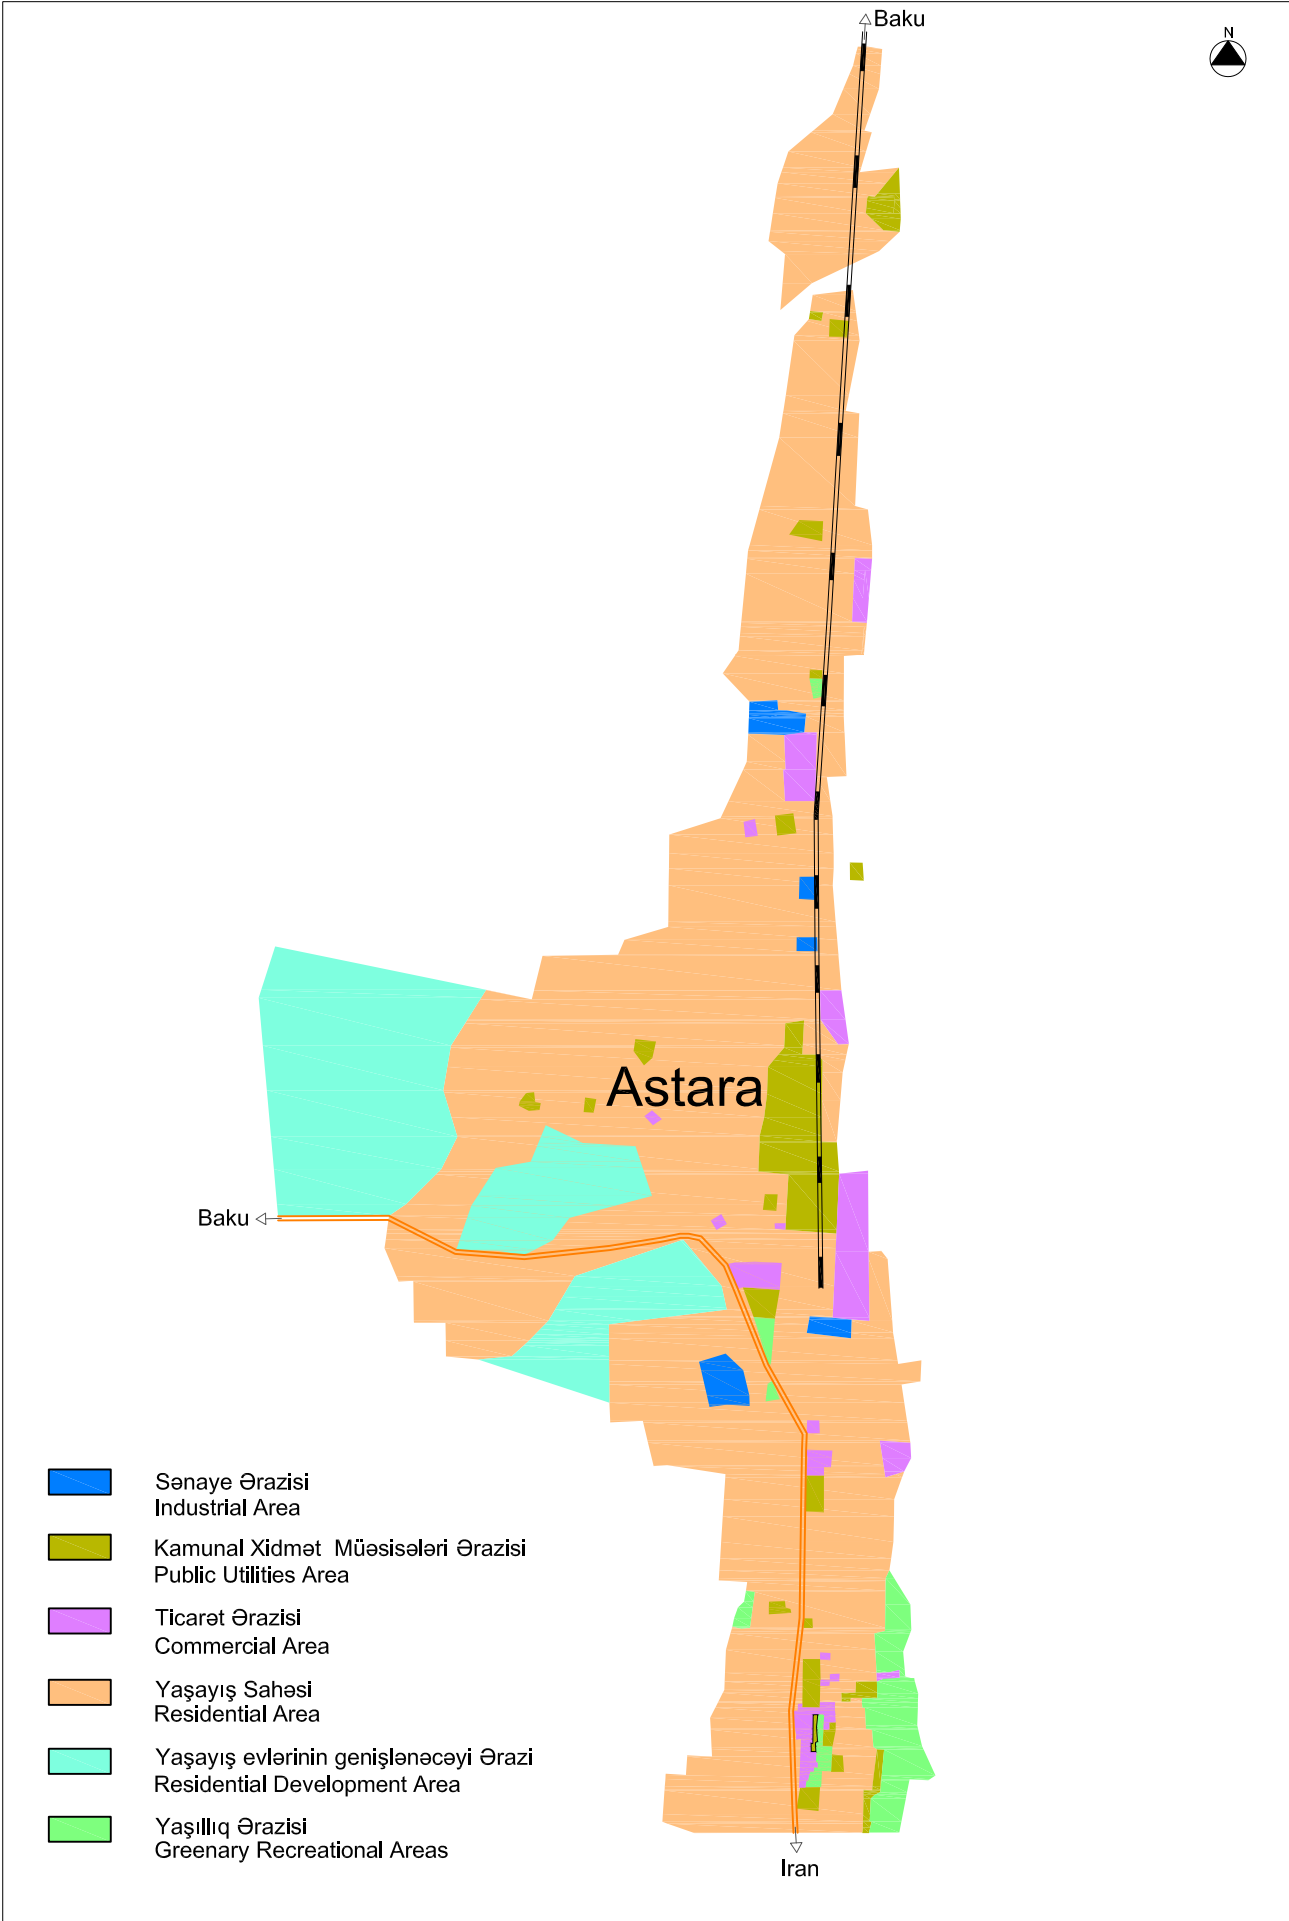 Baku
N
Astara
Baku
Sənaye Ərazisi
Industrial Area
Kamunal Xidmət Müəsisələri Ərazisi
Public Utilities Area
Ticarət Ərazisi
Commercial Area
Yaşayış Sahəsi
Residential Area
Yaşayış evlərinin genişlənəcəyi Ərazi
Residential Development Area
Yaşıllıq Ərazisi
Greenary Recreational Areas
Iran